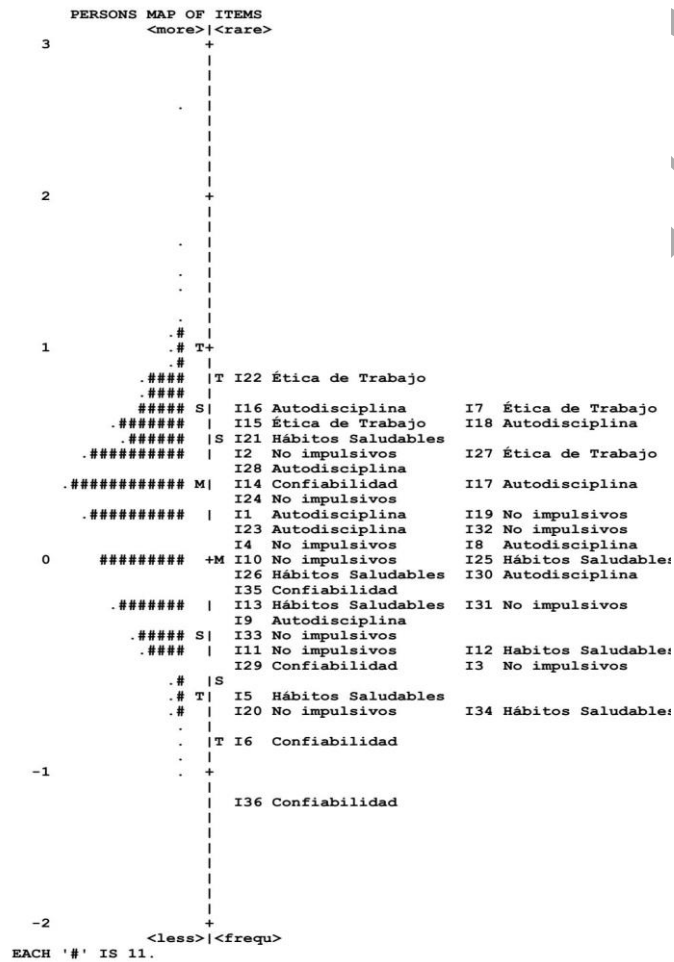 PERSONS MAP OF ITEMS
<more>|<rare>
3 +
|
|
|
. |
|
|
|
|
|
2 +
|
|
. |
|
. |
. |
|
. |
.# |
1 .# T+
.# |
.#### |T I22 Ética de Trabajo
.#### |
##### S| I16 Autodisciplina I7 Ética de Trabajo
.####### | I15 Ética de Trabajo I18 Autodisciplina
.###### |S I21 Hábitos Saludables
.########## | I2 No impulsivos I27 Ética de Trabajo
I28 Autodisciplina
.############ M| I14 Confiabilidad I17 Autodisciplina
I24 No impulsivos
.########## | I1 Autodisciplina I19 No impulsivos
I23 Autodisciplina I32 No impulsivos
I4 No impulsivos I8 Autodisciplina
0 ######### +M I10 No impulsivos I25 Hábitos Saludables
I26 Hábitos Saludables I30 Autodisciplina
I35 Confiabilidad
.####### | I13 Hábitos Saludables I31 No impulsivos
I9 Autodisciplina
.##### S| I33 No impulsivos
.#### | I11 No impulsivos I12 Habitos Saludables
I29 Confiabilidad I3 No impulsivos
.# |S
.# T| I5 Hábitos Saludables
.# | I20 No impulsivos I34 Hábitos Saludables
. |
. |T I6 Confiabilidad
. |
-1 . +
|
| I36 Confiabilidad
|
|
|
|
|
|
|
-2 +
<less>|<frequ>
EACH '#' IS 11.